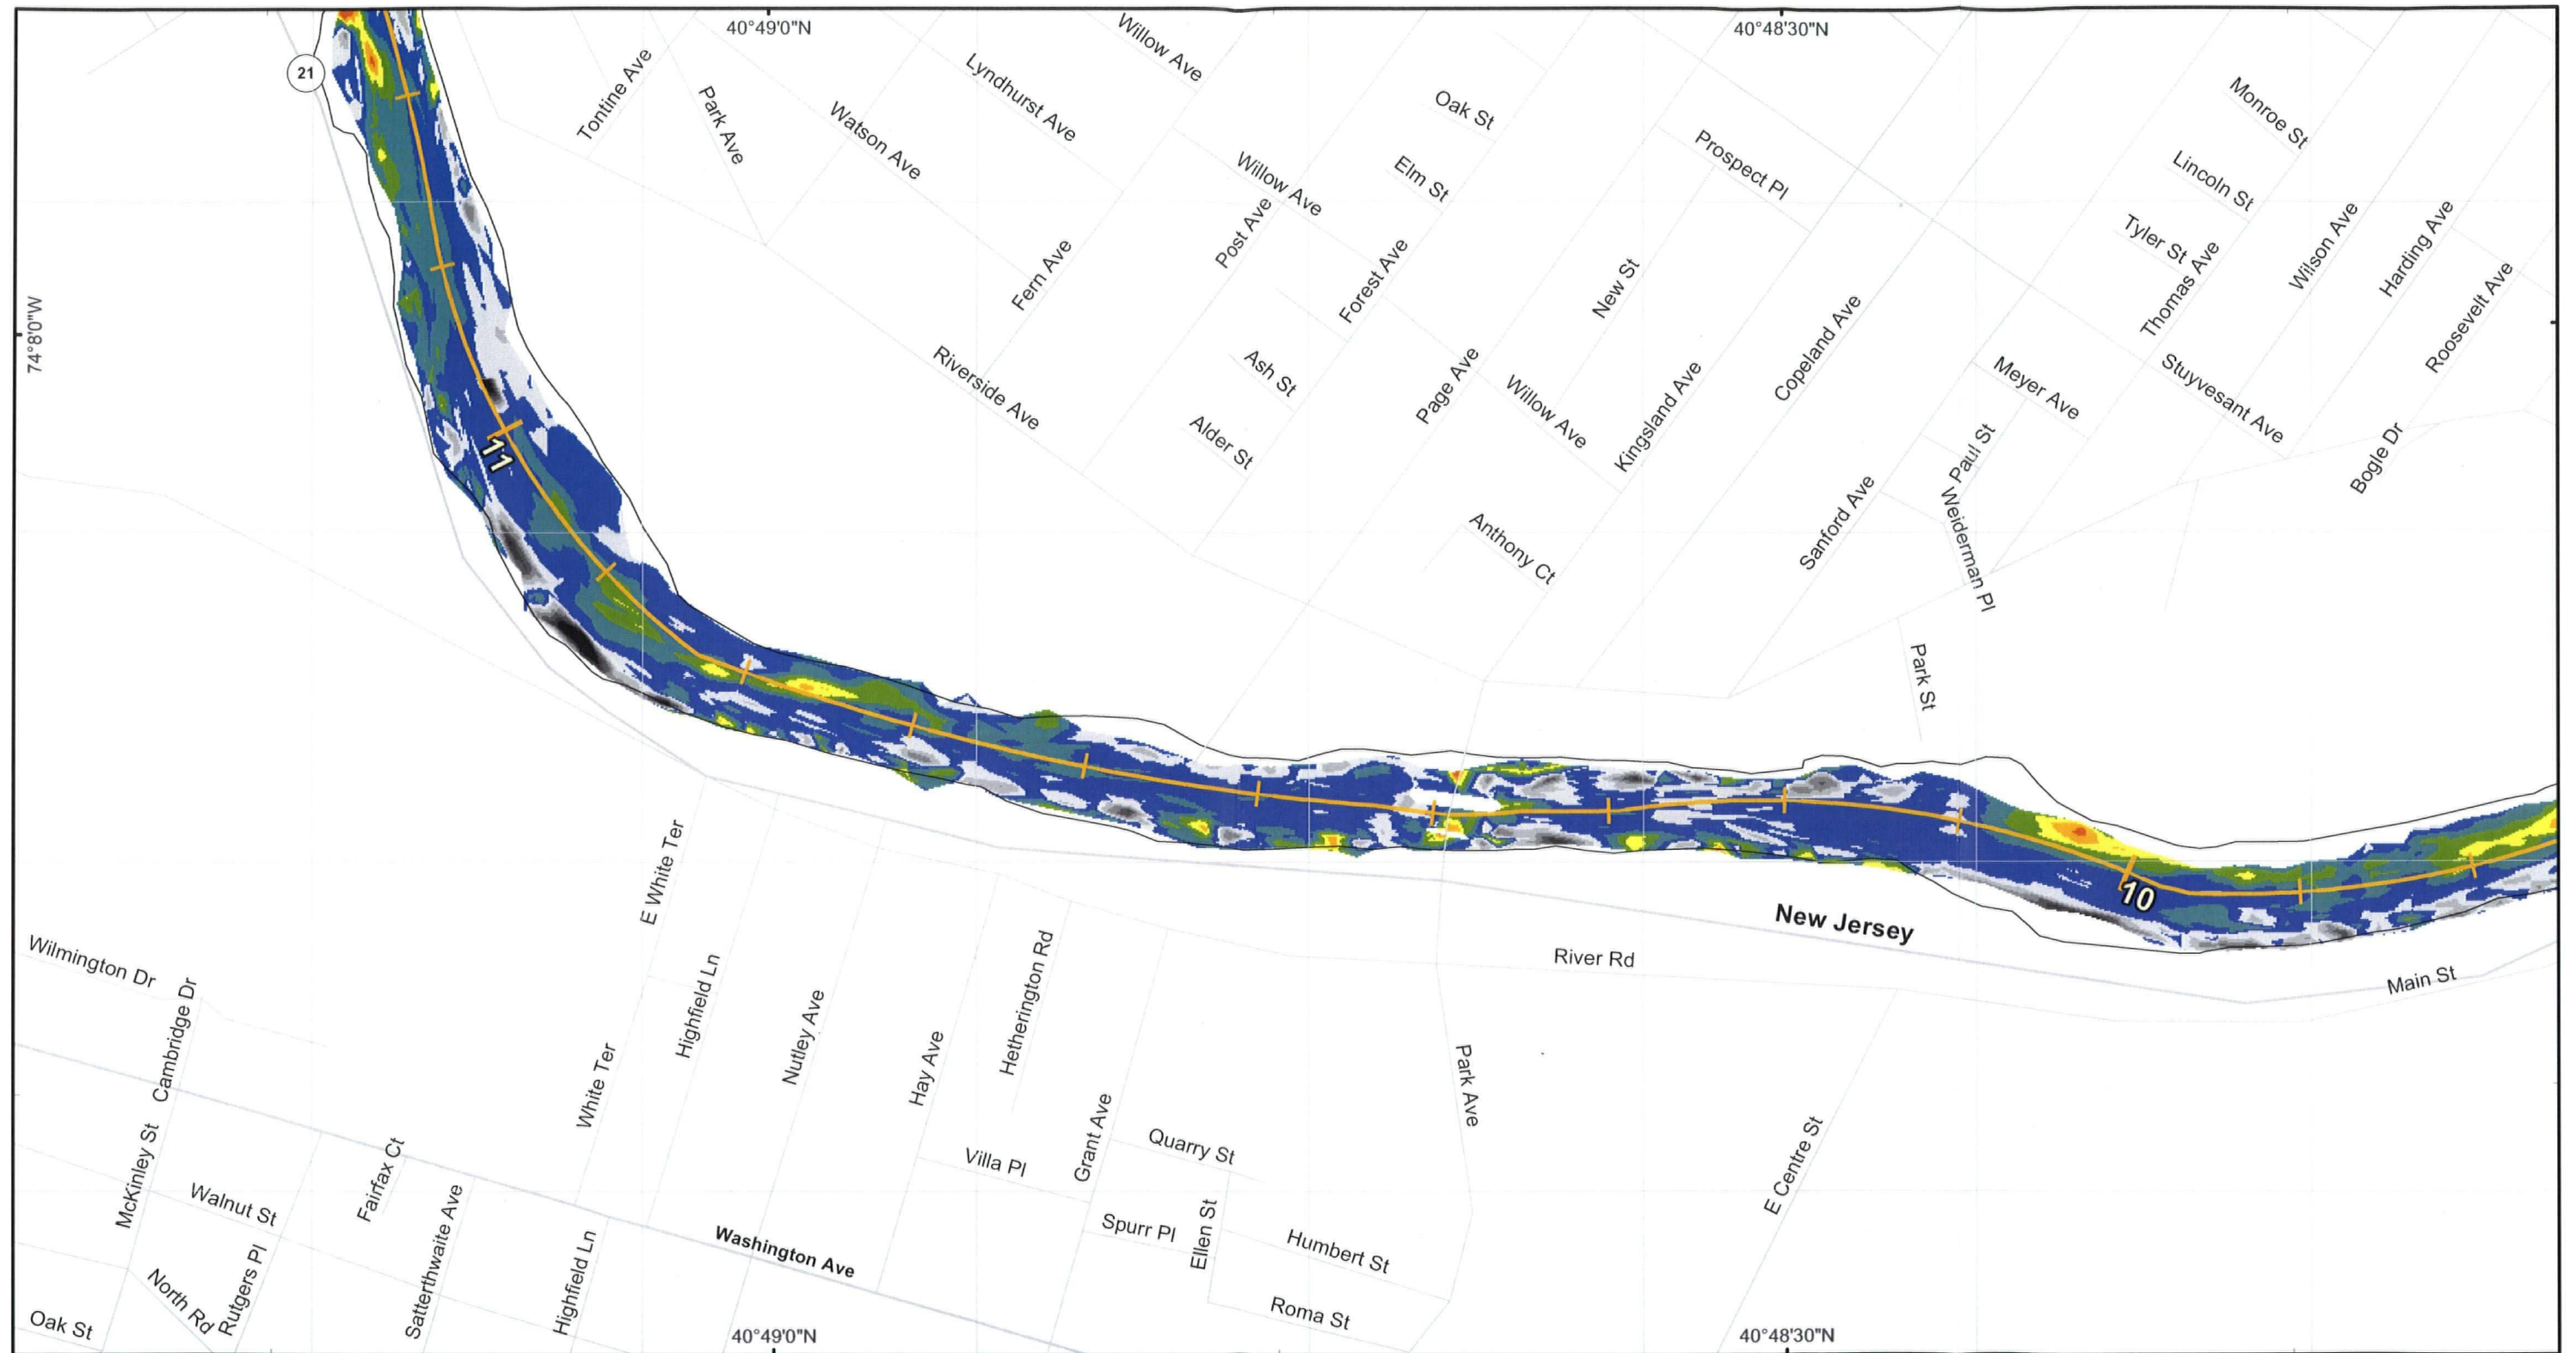 40°49'0"N
40°48'30"N
21
Willow Ave
Tontine Ave
Park Ave
Lyndhurst Ave
Watson Ave
Oak St
Monroe St
Willow Ave
Elm St
Prospect Pl
Lincoln St
Post Ave
Tyler St
Wilson Ave
Harding Ave
Fern Ave
Forest Ave
New St
Thomas Ave
Roosevelt Ave
74°8'0"W
Riverside Ave
Ash St
Page Ave
Willow Ave
Kingsland Ave
Copeland Ave
Meyer Ave
Stuyvesant Ave
Alder St
Paul St
Bogle Dr
11
Anthony Ct
Sanford Ave
Weiderman Pl
Park St
10
E White Ter
New Jersey
River Rd
Main St
Wilmington Dr
Cambridge Dr
Highfield Ln
Nutley Ave
Hetherington Rd
White Ter
Hay Ave
Park Ave
McKinley St
Fairfax Ct
Grant Ave
Quarry St
Villa Pl
E Centre St
Walnut St
Satterthwaite Ave
Washington Ave
Spurr Pl
Ellen St
Humbert St
Rutgers Pl
Highfield Ln
North Rd
Roma St
Oak St
40°49'0"N
40°48'30"N